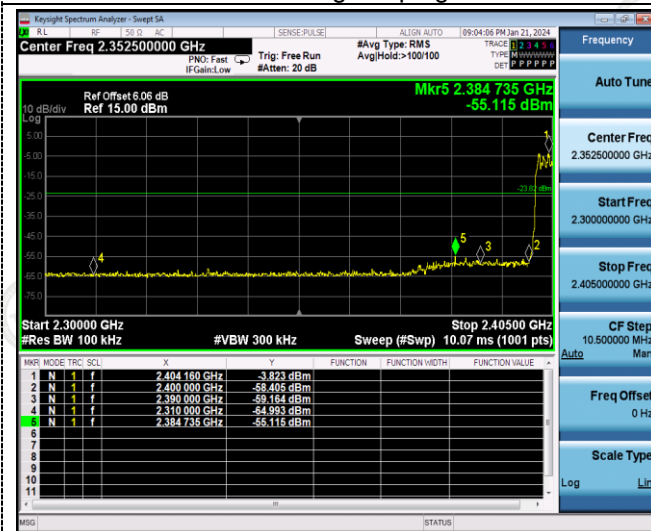 Keysight Spectrum Analyzer - Swept SA
RL RF 50 Ω AC SENSE:PULSE ALIGN AUTO 09:04:06 PM Jan 21, 2024
Center Freq 2.352500000 GHz
PNO: Fast
IFGain:Low
Trig: Free Run
#Atten: 20 dB
#Avg Type: RMS
Avg|Hold:>100/100
TRACE 1 2 3 4 5 6
TYPE M WWWWW
DET P P P P P P
Frequency
Auto Tune
Center Freq
2.352500000 GHz
Start Freq
2.300000000 GHz
Stop Freq
2.405000000 GHz
CF Step
10.500000 MHz
Auto Man
Freq Offset
0 Hz
Scale Type
Log Lin
Ref Offset 6.06 dB
Ref 15.00 dBm
10 dB/div
Log
Mkr5 2.384 735 GHz
-55.115 dBm
5.00
-5.00
-15.0
-25.0
-35.0
-45.0
-55.0
-65.0
-75.0
1
-23.82 dBm
5
3
2
4
Start 2.30000 GHz
#Res BW 100 kHz
#VBW 300 kHz
Stop 2.40500 GHz
Sweep (#Swp) 10.07 ms (1001 pts)
MKR MODE TRC SCL X Y FUNCTION FUNCTION WIDTH FUNCTION VALUE
1 N 1 f 2.404 160 GHz -3.823 dBm
2 N 1 f 2.400 000 GHz -58.405 dBm
3 N 1 f 2.390 000 GHz -59.164 dBm
4 N 1 f 2.310 000 GHz -64.993 dBm
5 N 1 f 2.384 735 GHz -55.115 dBm
6
7
8
9
10
11
MSG STATUS